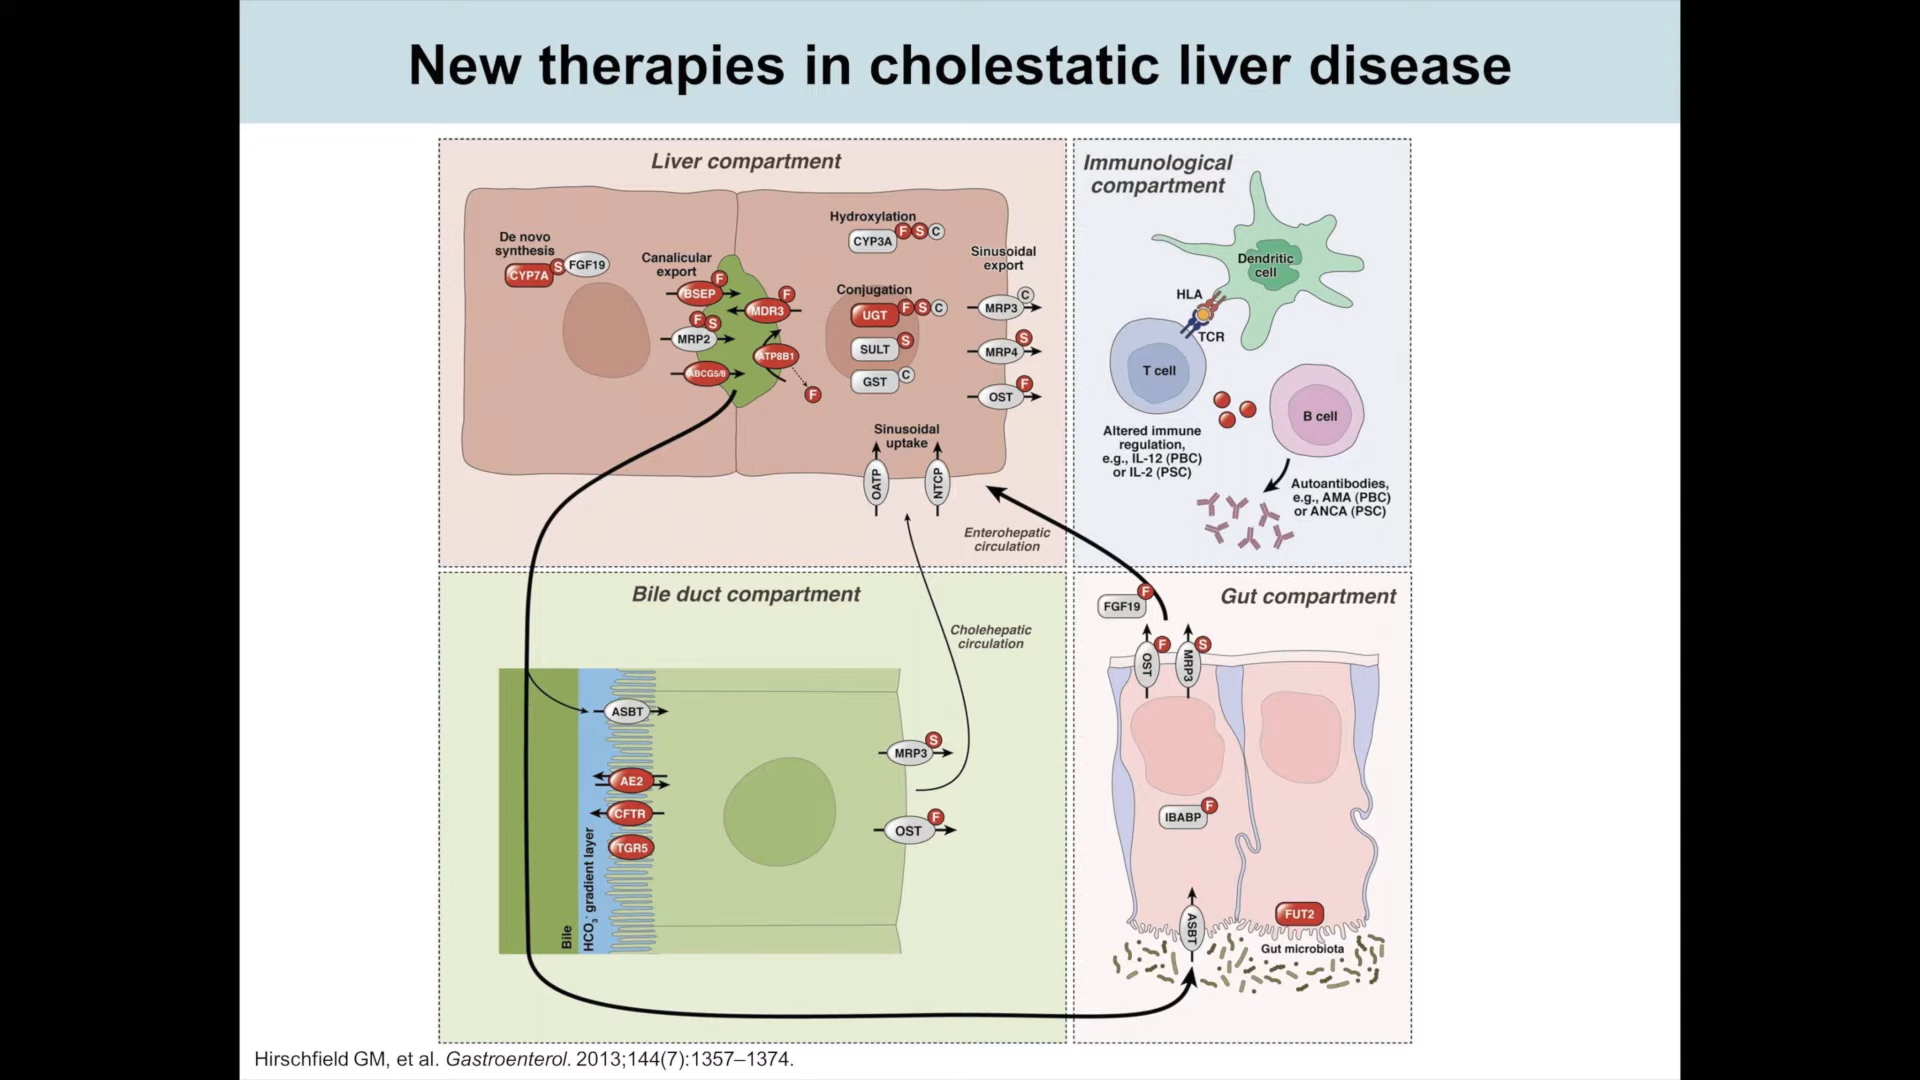 New therapies in cholestatic liver disease
Liver compartment
De novo
synthesis
CYP7A
S
FGF19
Canalicular
export
F
BSEP
F
MDR3
F
S
MRP2
ATP8B1
ABCG5/8
F
Hydroxylation
CYP3A
F
S
C
Conjugation
UGT
F
S
C
SULT
S
GST
C
Sinusoidal
export
MRP3
C
MRP4
S
OST
F
Sinusoidal
uptake
OATP
NTCP
Enterohepatic
circulation
Immunological
compartment
Dendritic
cell
HLA
TCR
T cell
B cell
Altered immune
regulation,
e.g., IL-12 (PBC)
or IL-2 (PSC)
Autoantibodies,
e.g., AMA (PBC)
or ANCA (PSC)
Bile duct compartment
Cholehepatic
circulation
ASBT
AE2
CFTR
TGR5
Bile
HCO3- gradient layer
MRP3
S
OST
F
Gut compartment
FGF19
F
OST
F
MRP3
S
IBABP
F
ASBT
FUT2
Gut microbiota
Hirschfield GM, et al. Gastroenterol. 2013;144(7):1357–1374.